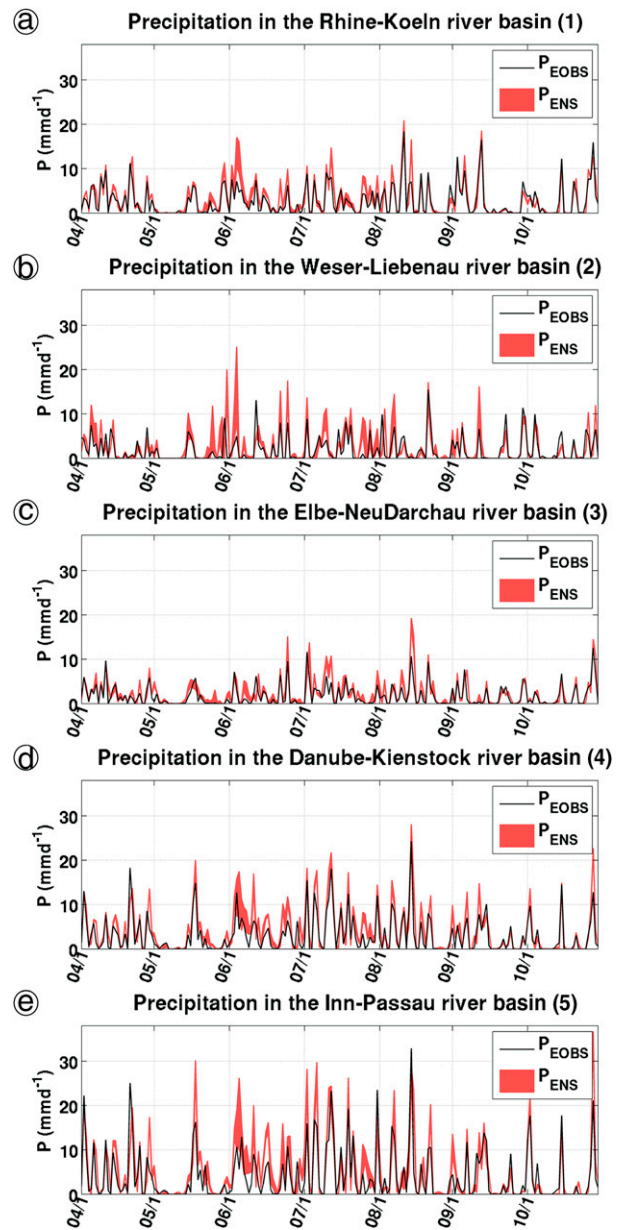 a Precipitation in the Rhine-Koeln river basin (1)
P (mmd-1)
30
20
10
0
P_EOBS
P_ENS
04/1 05/1 06/1 07/1 08/1 09/1 10/1
b Precipitation in the Weser-Liebenau river basin (2)
P (mmd-1)
30
20
10
0
P_EOBS
P_ENS
04/1 05/1 06/1 07/1 08/1 09/1 10/1
c Precipitation in the Elbe-NeuDarchau river basin (3)
P (mmd-1)
30
20
10
0
P_EOBS
P_ENS
04/1 05/1 06/1 07/1 08/1 09/1 10/1
d Precipitation in the Danube-Kienstock river basin (4)
P (mmd-1)
30
20
10
0
P_EOBS
P_ENS
04/1 05/1 06/1 07/1 08/1 09/1 10/1
e Precipitation in the Inn-Passau river basin (5)
P (mmd-1)
30
20
10
0
P_EOBS
P_ENS
04/1 05/1 06/1 07/1 08/1 09/1 10/1